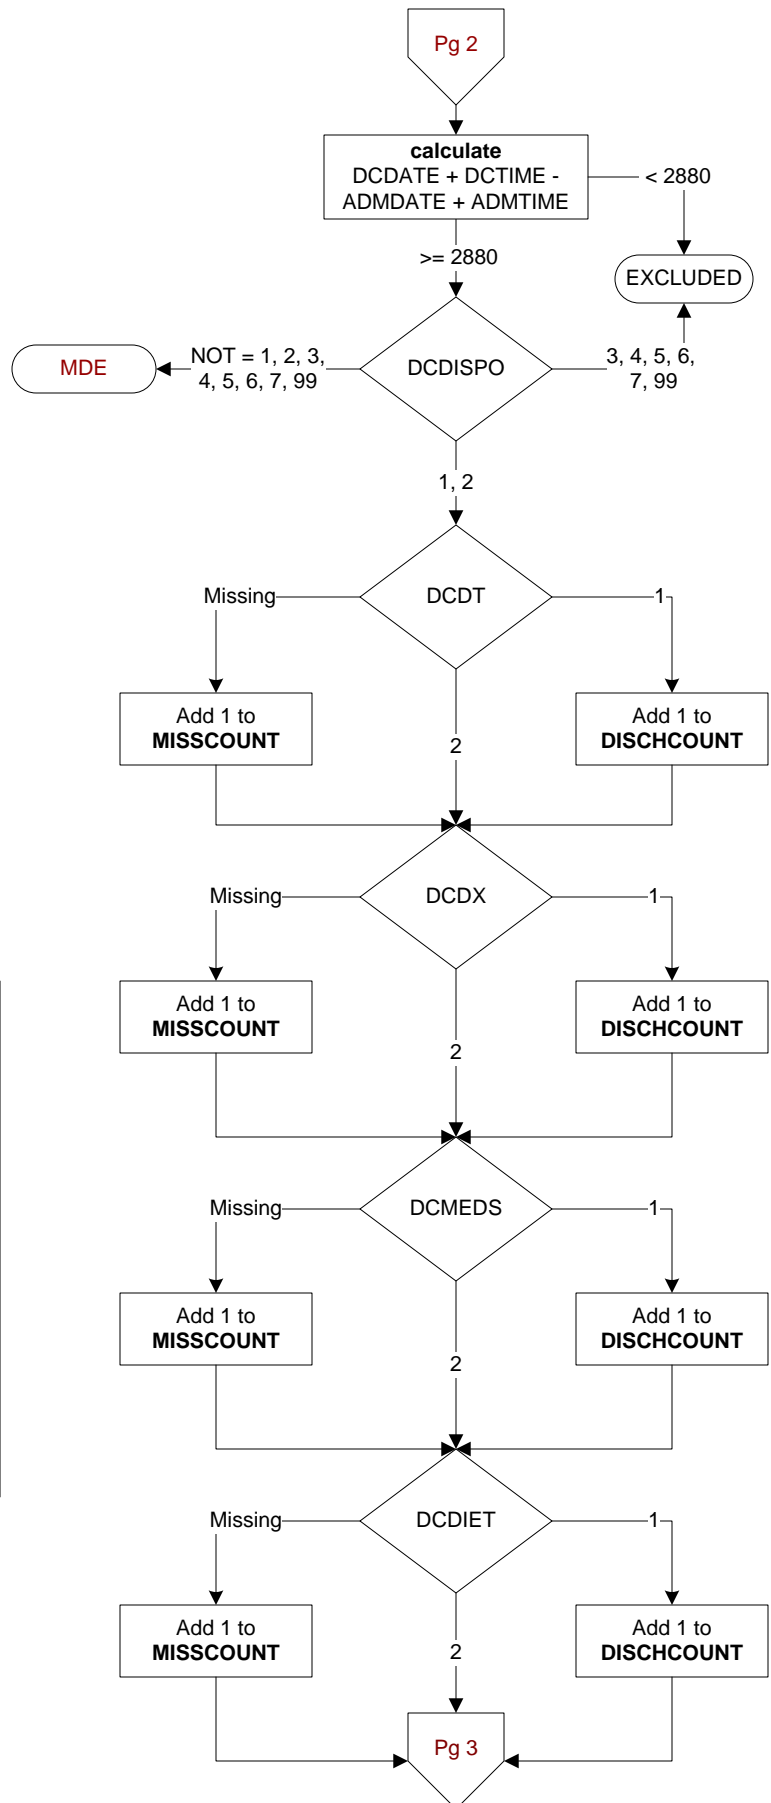 Pg 2
calculate
DCDATE + DCTIME -
ADMDATE + ADMTIME
< 2880
>= 2880
EXCLUDED
MDE
NOT = 1, 2, 3,
4, 5, 6, 7, 99
DCDISPO
3, 4, 5, 6,
7, 99
1, 2
Missing
DCDT
1
Add 1 to
MISSCOUNT
2
Add 1 to
DISCHCOUNT
Missing
DCDX
1
Add 1 to
MISSCOUNT
2
Add 1 to
DISCHCOUNT
Missing
DCMEDS
1
Add 1 to
MISSCOUNT
2
Add 1 to
DISCHCOUNT
Missing
DCDIET
1
Add 1 to
MISSCOUNT
2
Add 1 to
DISCHCOUNT
Pg 3